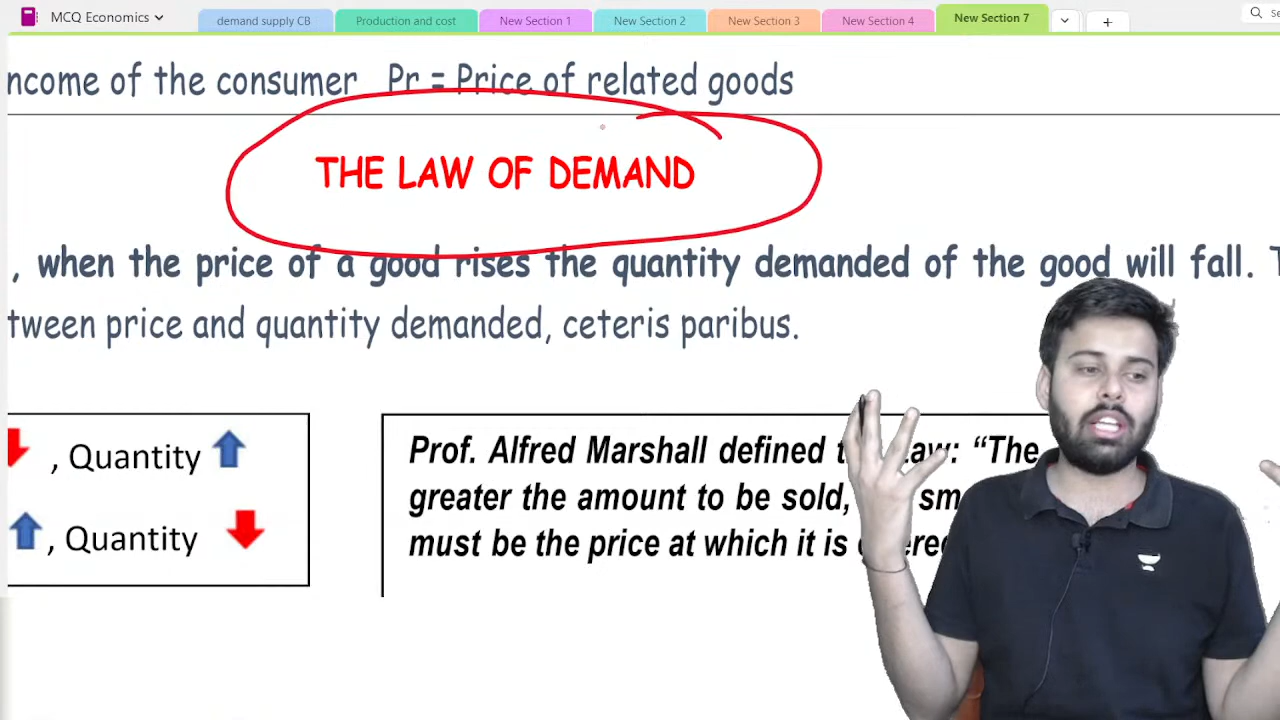 MCQ Economics
demand supply CB
Production and cost
New Section 1
New Section 2
New Section 3
New Section 4
New Section 7
ncome of the consumer Pr = Price of related goods
THE LAW OF DEMAND
, when the price of a good rises the quantity demanded of the good will fall. T
tween price and quantity demanded, ceteris paribus.
, Quantity
, Quantity
Prof. Alfred Marshall defined Law: “The
greater the amount to be sold, sm
must be the price at which it is